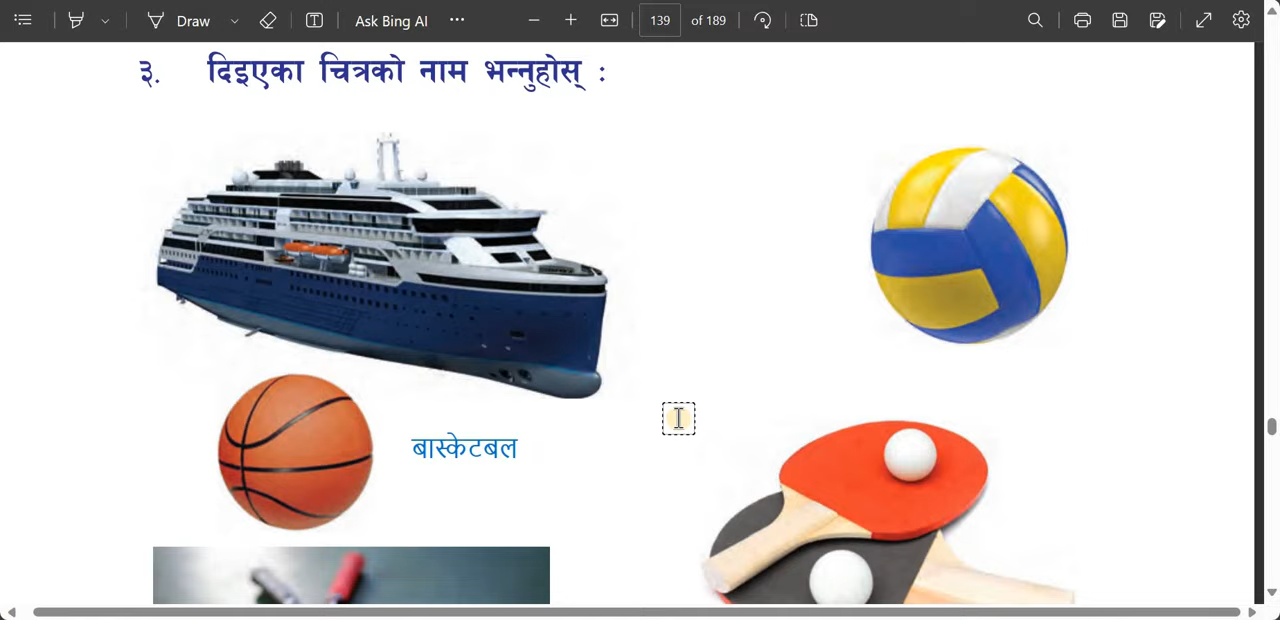 Draw
Ask Bing AI
139 of 189
३. दिइएका चित्रको नाम भन्नुहोस् :
बास्केटबल